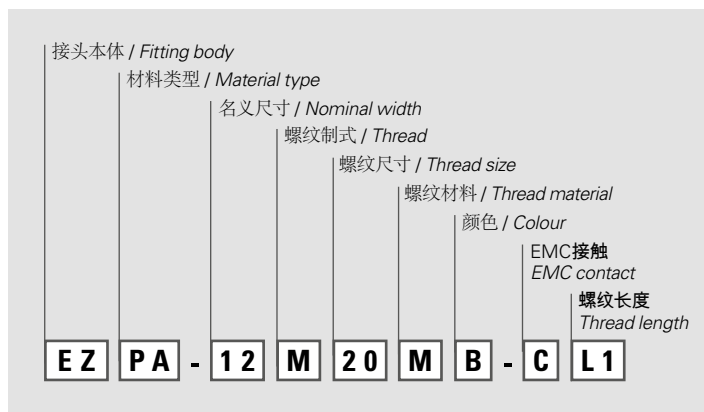 接头本体 / Fitting body
材料类型 / Material type
名义尺寸 / Nominal width
螺纹制式 / Thread
螺纹尺寸 / Thread size
螺纹材料 / Thread material
颜色 / Colour
EMC接触
EMC contact
螺纹长度
Thread length
EZ PA - 12 M 20 M B - C L1